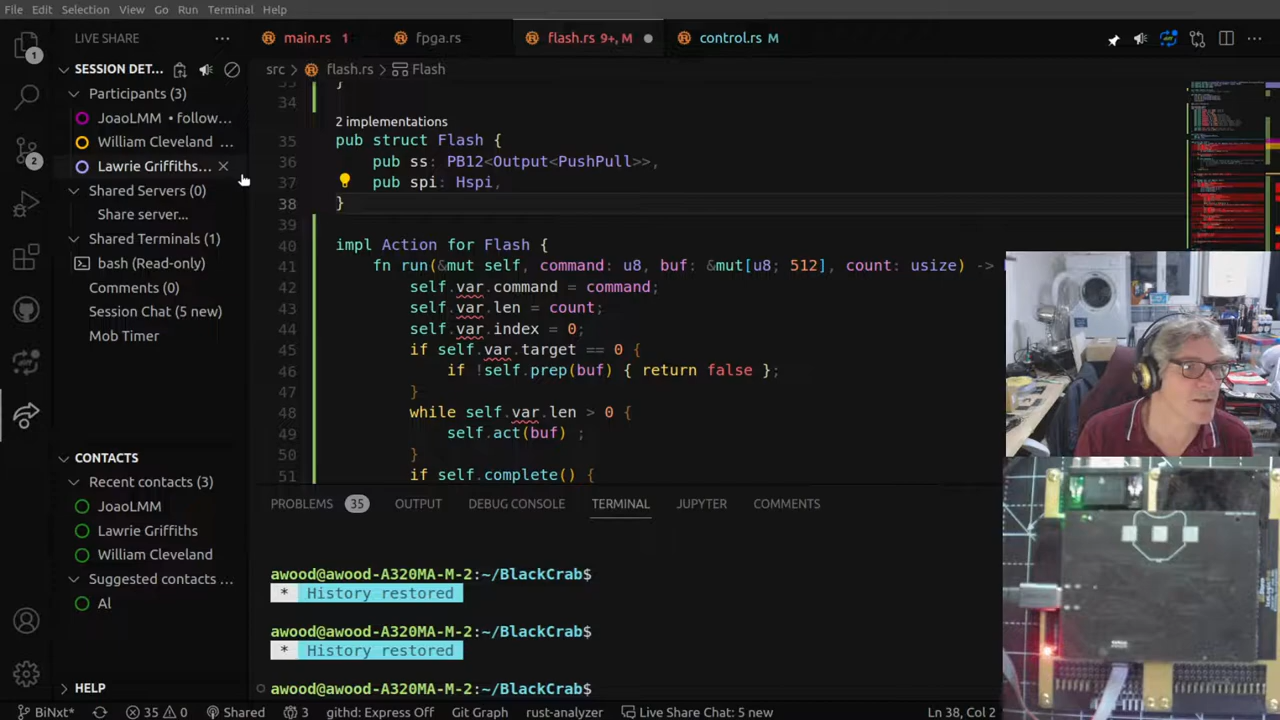 File Edit Selection View Go Run Terminal Help
LIVE SHARE
main.rs 1
fpga.rs
flash.rs 9+, M
control.rs M
SESSION DET...
src > flash.rs > Flash
Participants (3)
JoaoLMM • follow...
William Cleveland ...
Lawrie Griffiths...
Shared Servers (0)
Share server...
Shared Terminals (1)
bash (Read-only)
Comments (0)
Session Chat (5 new)
Mob Timer
CONTACTS
Recent contacts (3)
JoaoLMM
Lawrie Griffiths
William Cleveland
Suggested contacts ...
Al
HELP
1
2
33 }
34
2 implementations
35 pub struct Flash {
36 pub ss: PB12<Output<PushPull>>,
37 pub spi: Hspi,
38 }
39
40 impl Action for Flash {
41 fn run(&mut self, command: u8, buf: &mut[u8; 512], count: usize) ->
42 self.var.command = command;
43 self.var.len = count;
44 self.var.index = 0;
45 if self.var.target == 0 {
46 if !self.prep(buf) { return false };
47 }
48 while self.var.len > 0 {
49 self.act(buf) ;
50 }
51 if self.complete() {
PROBLEMS 35 OUTPUT DEBUG CONSOLE TERMINAL JUPYTER COMMENTS
awood@awood-A320MA-M-2:~/BlackCrab$
* History restored
awood@awood-A320MA-M-2:~/BlackCrab$
* History restored
awood@awood-A320MA-M-2:~/BlackCrab$
BiNxt* 35 0 Shared 3 githd: Express Off Git Graph rust-analyzer Live Share Chat: 5 new Ln 38, Col 2